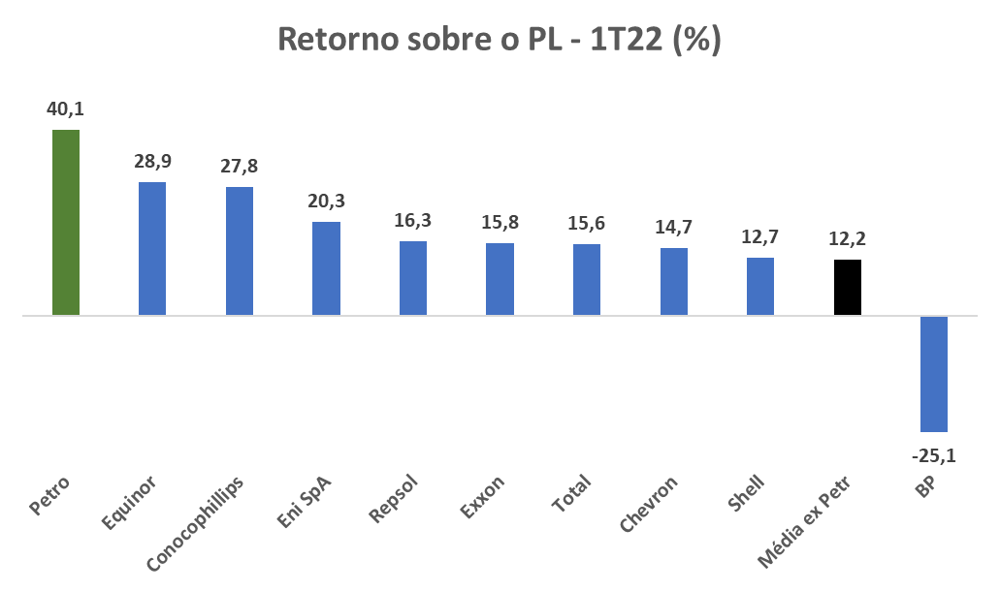 Retorno sobre o PL - 1T22 (%)
40,1
28,9
27,8
20,3
16,3
15,8
15,6
14,7
12,7
12,2
-25,1
Petro
Equinor
Conocophillips
Eni SpA
Repsol
Exxon
Total
Chevron
Shell
Média ex Petr
BP